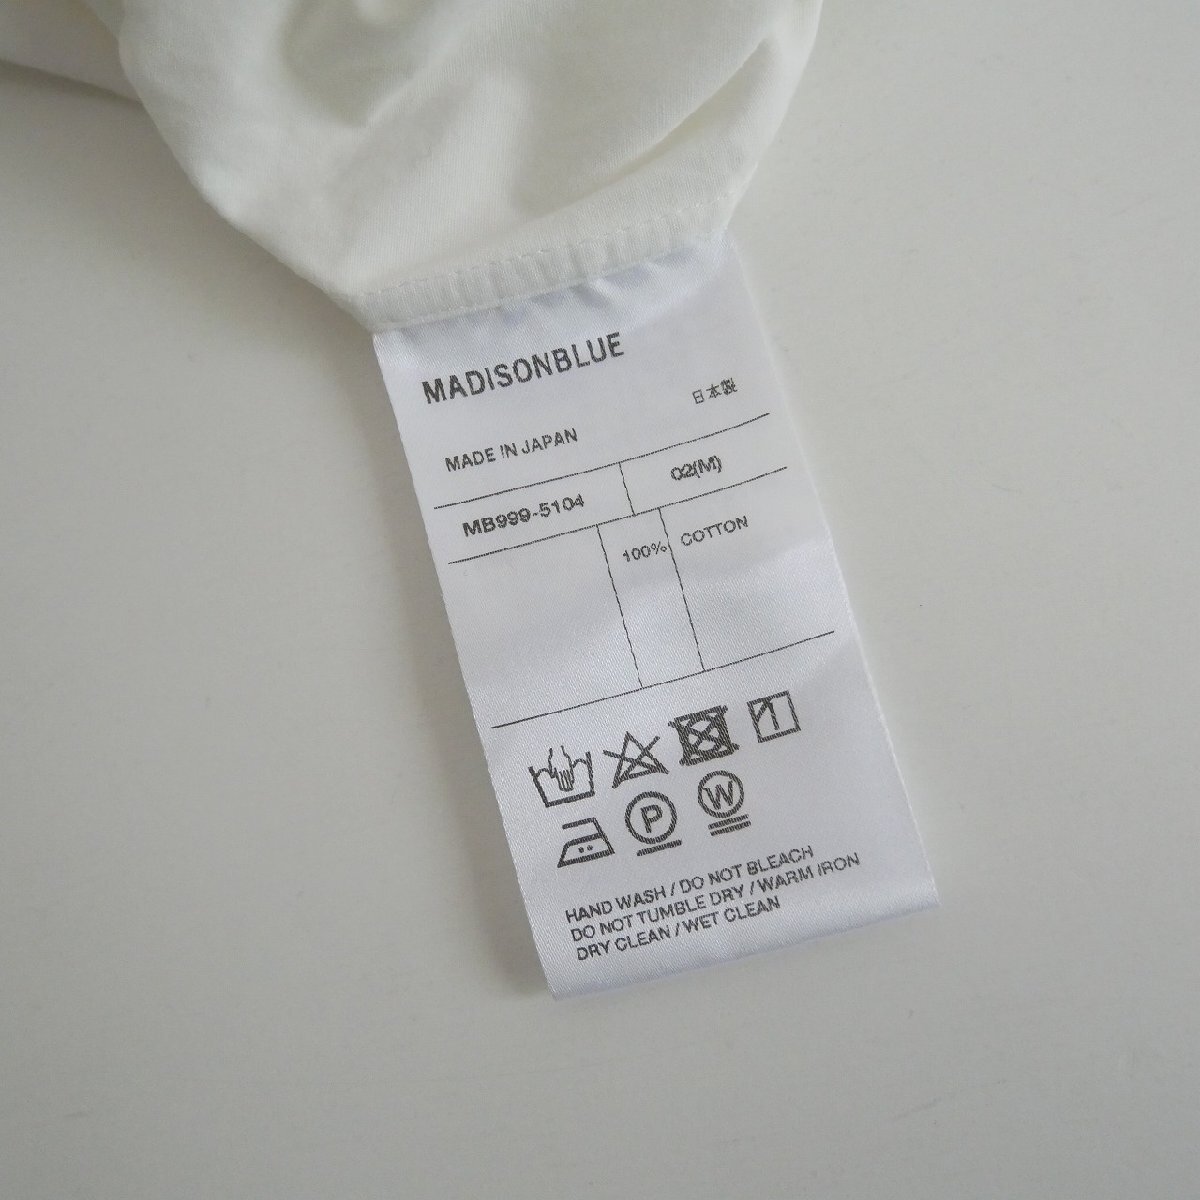 MADISONBLUE
日本製
MADE IN JAPAN
MB999-5104 02(M)
100% COTTON
P W
HAND WASH / DO NOT BLEACH
DO NOT TUMBLE DRY / WARM IRON
DRY CLEAN / WET CLEAN